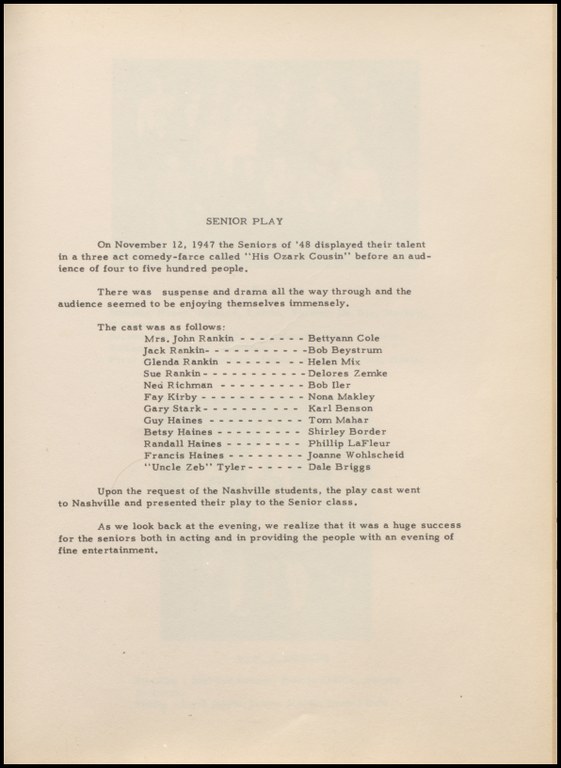 SENIOR PLAY
On November 12, 1947 the Seniors of '48 displayed their talent
in a three act comedy-farce called "His Ozark Cousin" before an aud-
ience of four to five hundred people.
There was suspense and drama all the way through and the
audience seemed to be enjoying themselves immensely.
The cast was as follows:
Mrs. John Rankin - - - - - - - Bettyann Cole
Jack Rankin- - - - - - - - - - -Bob Beystrum
Glenda Rankin - - - - - - - - Helen Mix
Sue Rankin - - - - - - - - - - - Delores Zemke
Ned Richman - - - - - - - - - Bob Iler
Fay Kirby - - - - - - - - - - - Nona Makley
Gary Stark - - - - - - - - - - Karl Benson
Guy Haines - - - - - - - - - - Tom Mahar
Betsy Haines - - - - - - - - - Shirley Border
Randall Haines - - - - - - - - Phillip LaFleur
Francis Haines - - - - - - - - Joanne Wohlscheid
"Uncle Zeb" Tyler - - - - - - Dale Briggs
Upon the request of the Nashville students, the play cast went
to Nashville and presented their play to the Senior class.
As we look back at the evening, we realize that it was a huge success
for the seniors both in acting and in providing the people with an evening of
fine entertainment.